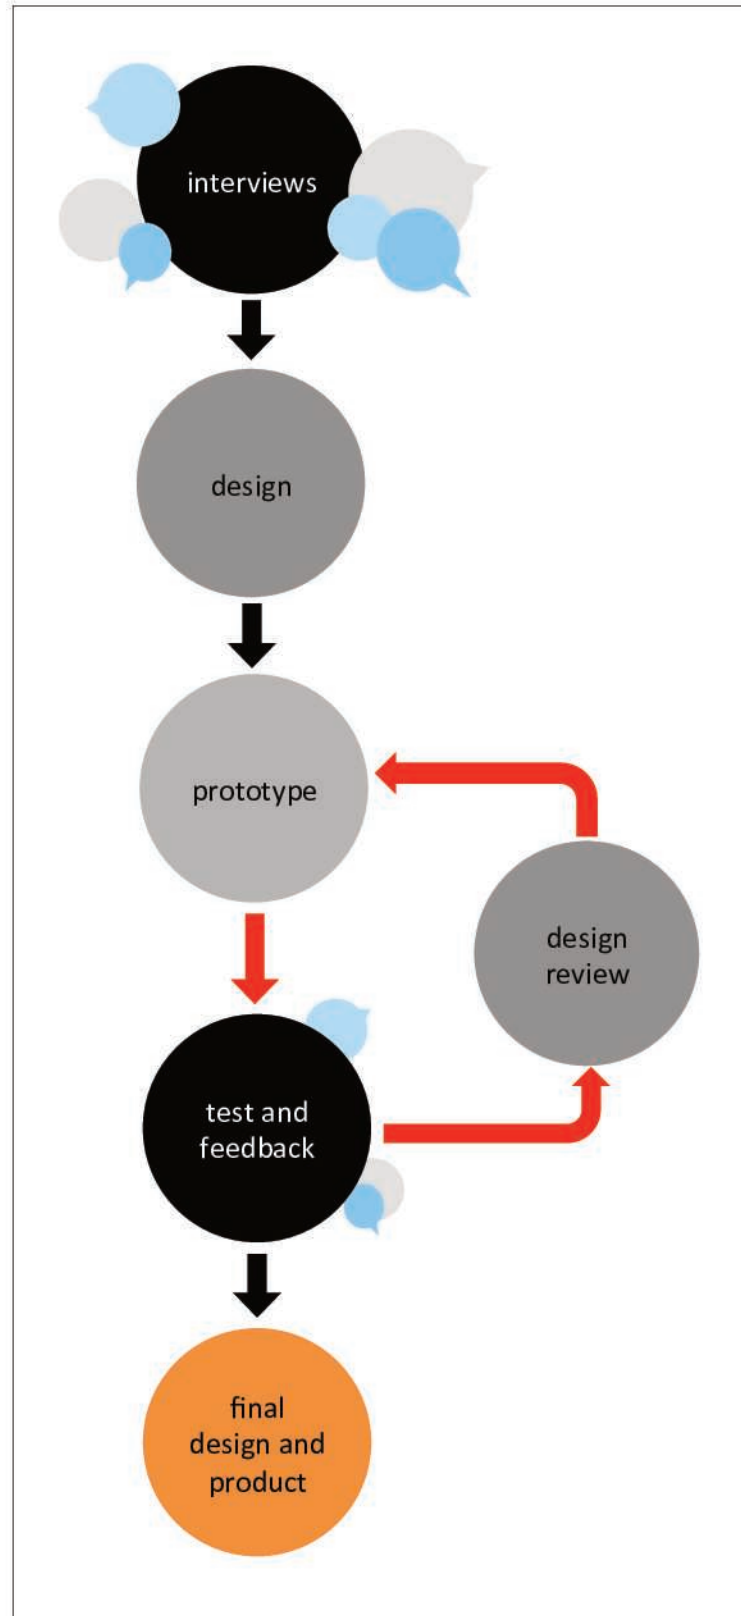 interviews
design
prototype
design
review
test and
feedback
final
design and
product